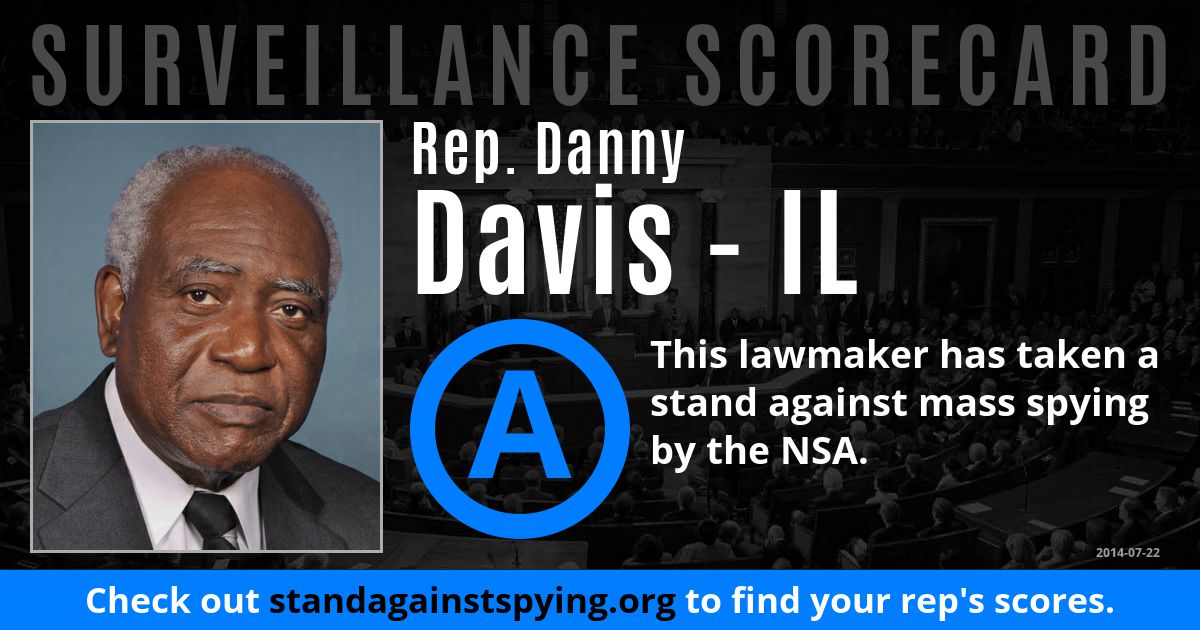 SURVEILLANCE SCORECARD
Rep. Danny
Davis - IL
A
This lawmaker has taken a
stand against mass spying
by the NSA.
2014-07-22
Check out standagainstspying.org to find your rep's scores.